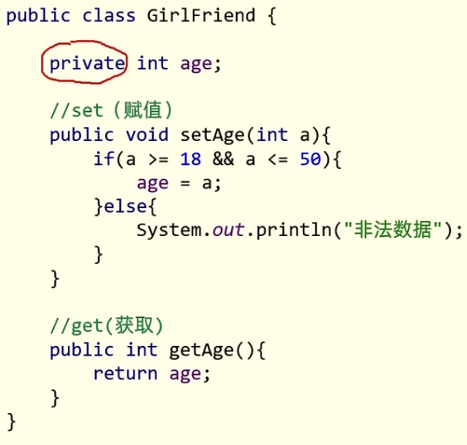 public class GirlFriend {
private int age;
//set（赋值）
public void setAge(int a){
if(a >= 18 && a <= 50){
age = a;
}else{
System.out.println("非法数据");
}
}
//get(获取)
public int getAge(){
return age;
}
}